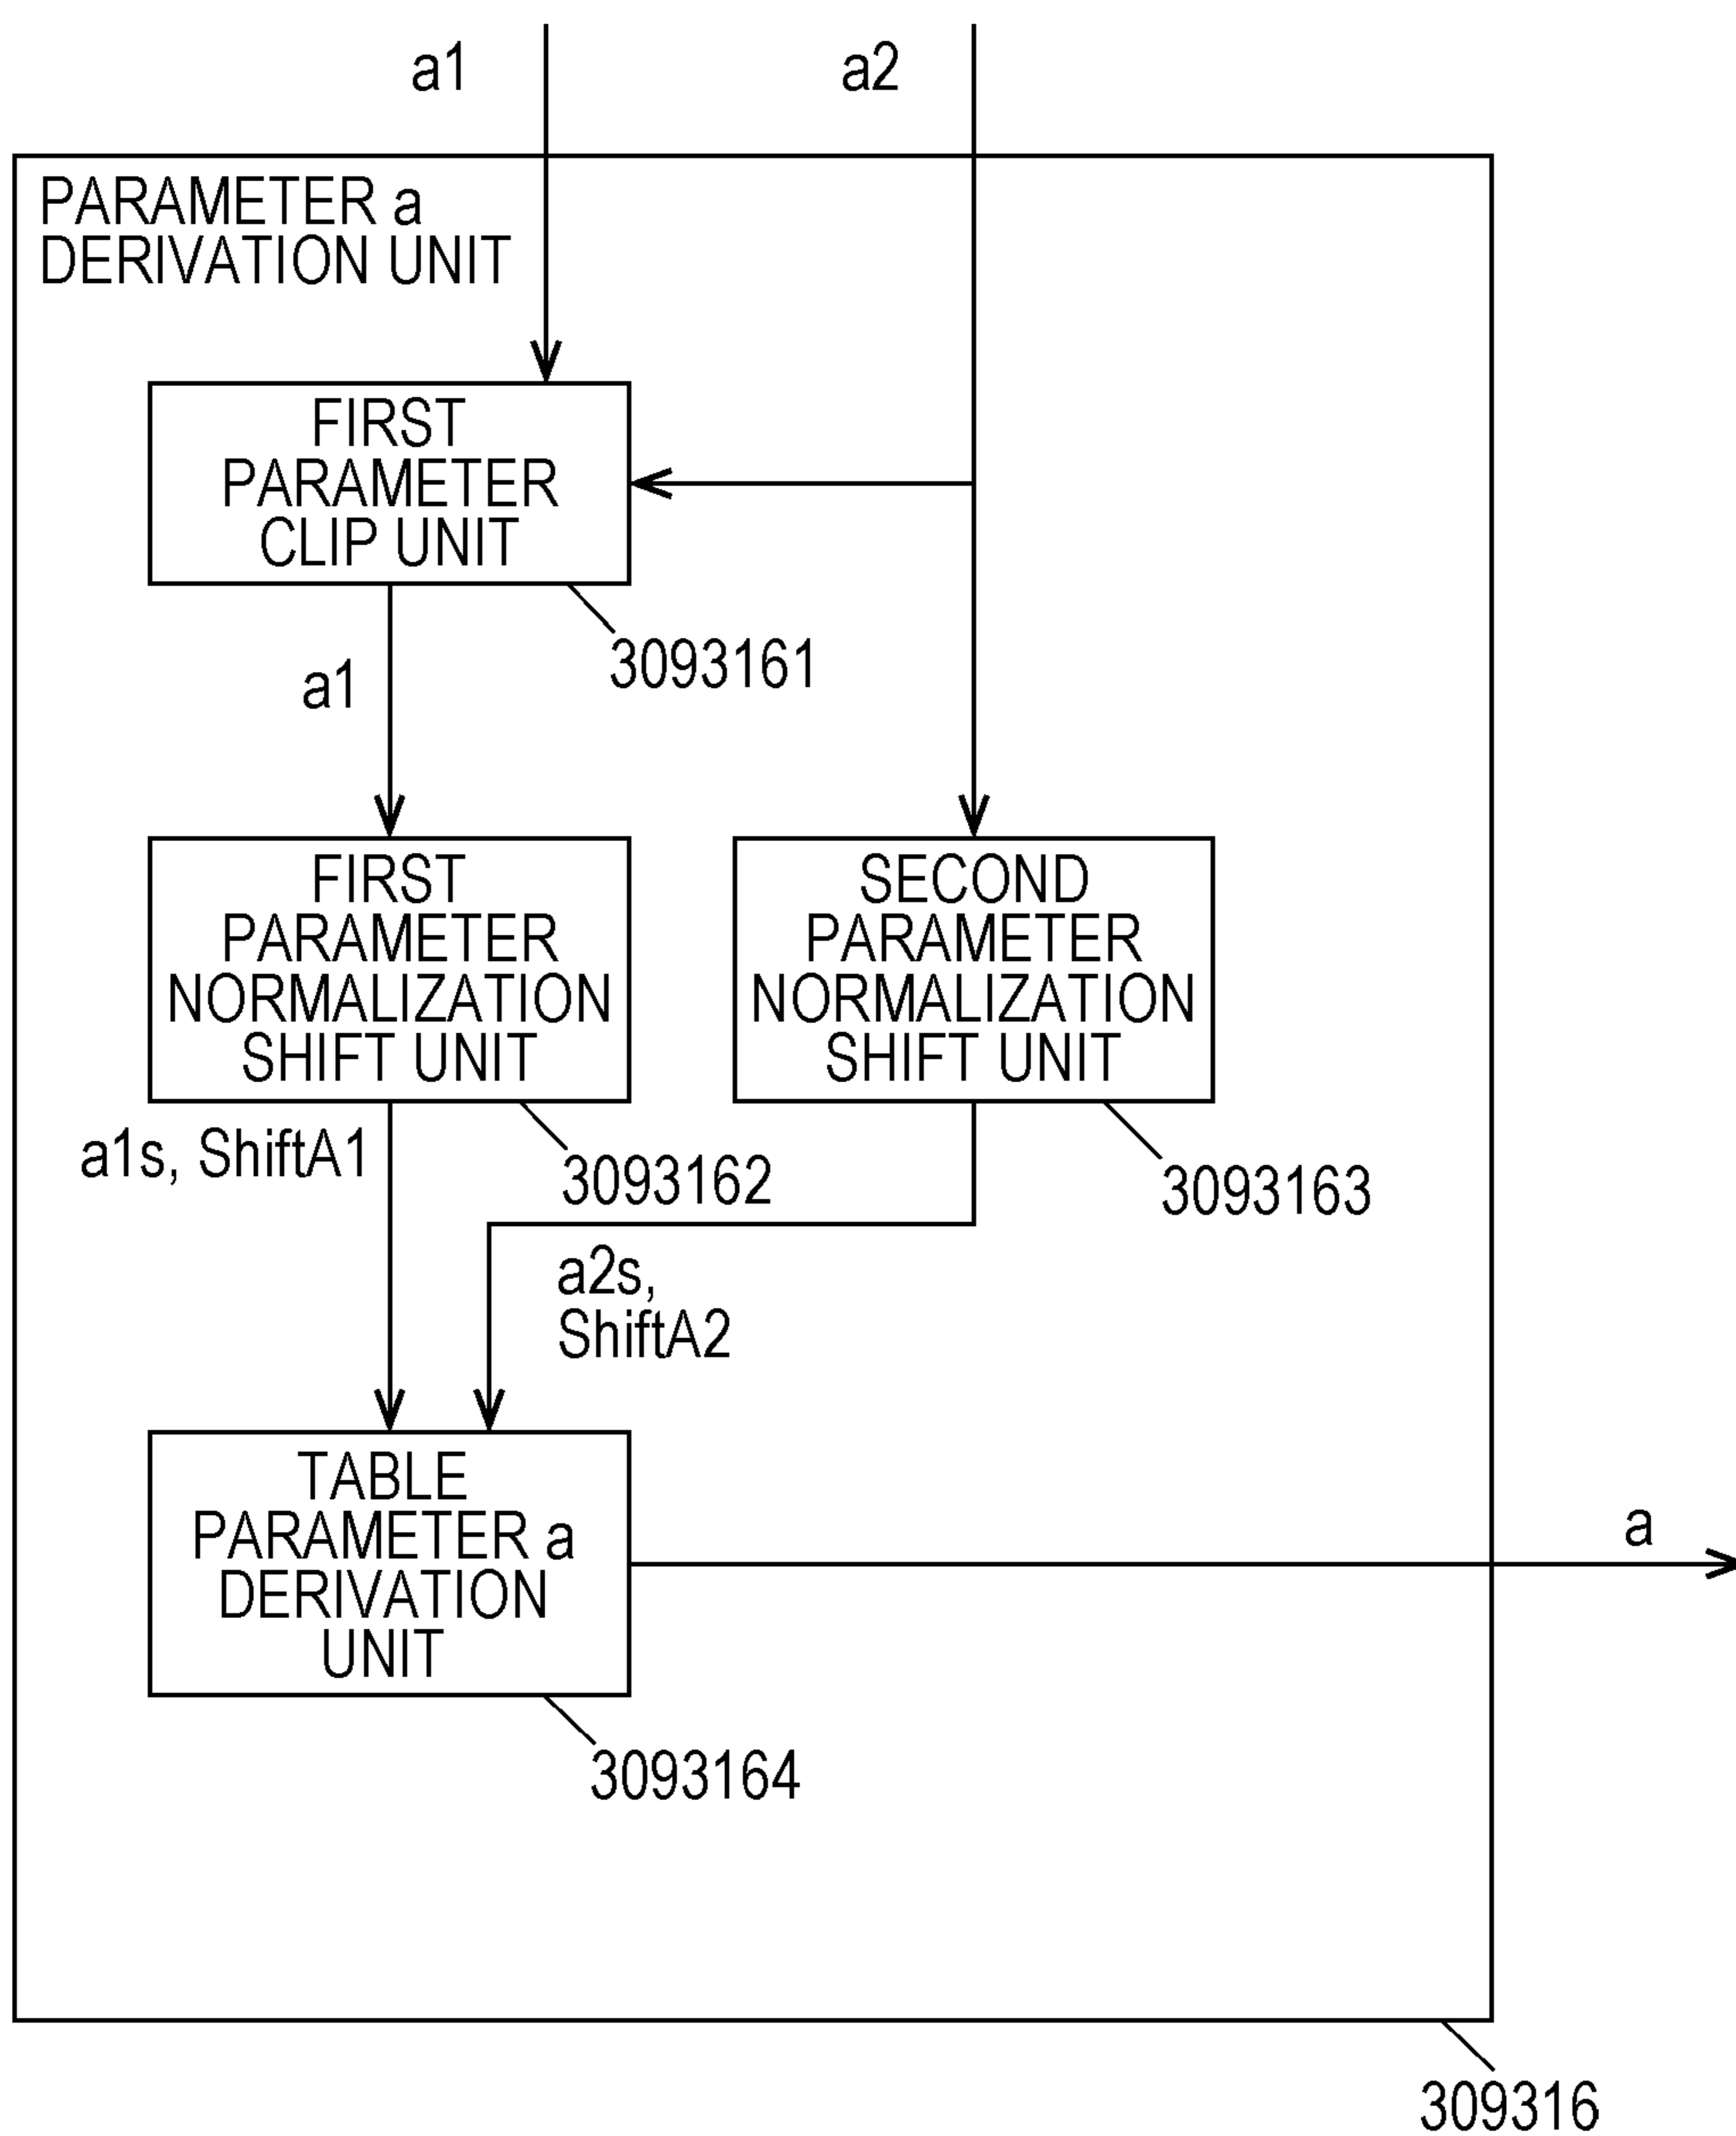 a1
a2
PARAMETER a
DERIVATION UNIT
FIRST
PARAMETER
CLIP UNIT
3093161
a1
FIRST
PARAMETER
NORMALIZATION
SHIFT UNIT
SECOND
PARAMETER
NORMALIZATION
SHIFT UNIT
a1s, ShiftA1
3093162
3093163
a2s,
ShiftA2
TABLE
PARAMETER a
DERIVATION
UNIT
a
3093164
309316